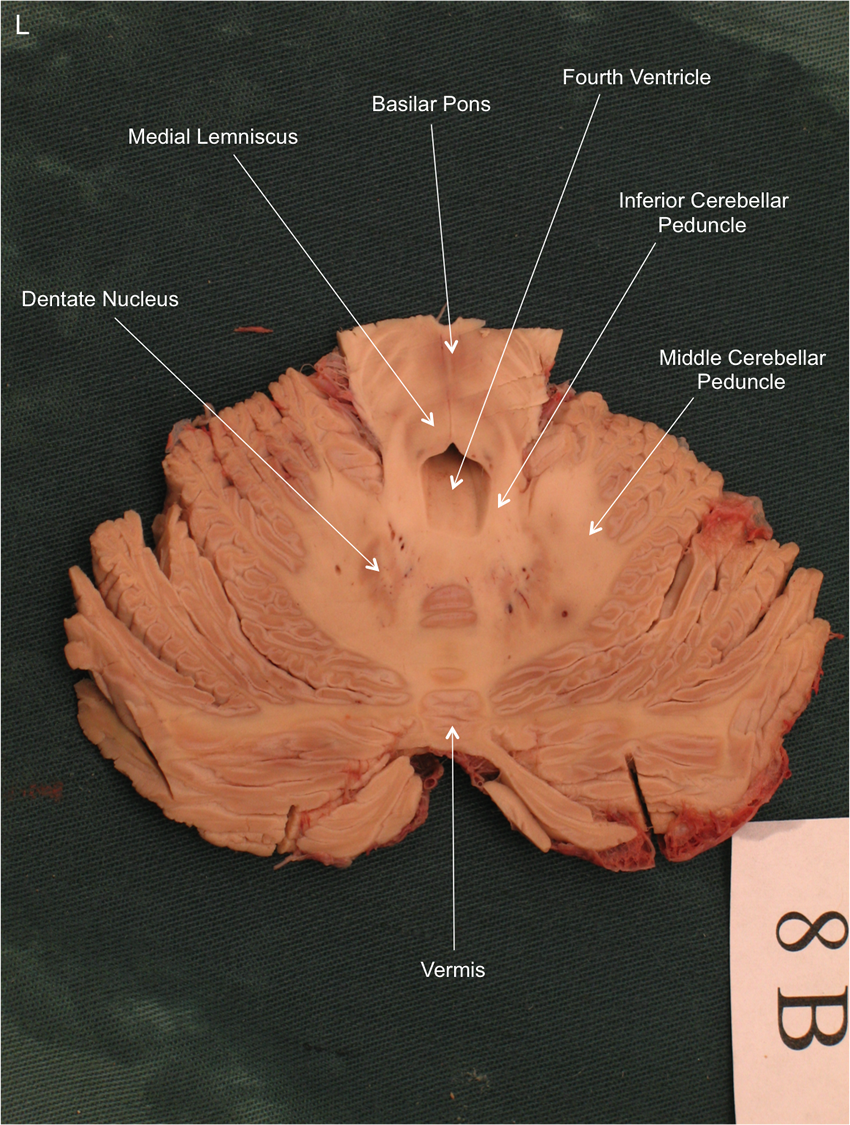 L
Fourth Ventricle
Basilar Pons
Medial Lemniscus
Inferior Cerebellar
Peduncle
Dentate Nucleus
Middle Cerebellar
Peduncle
Vermis
8 B